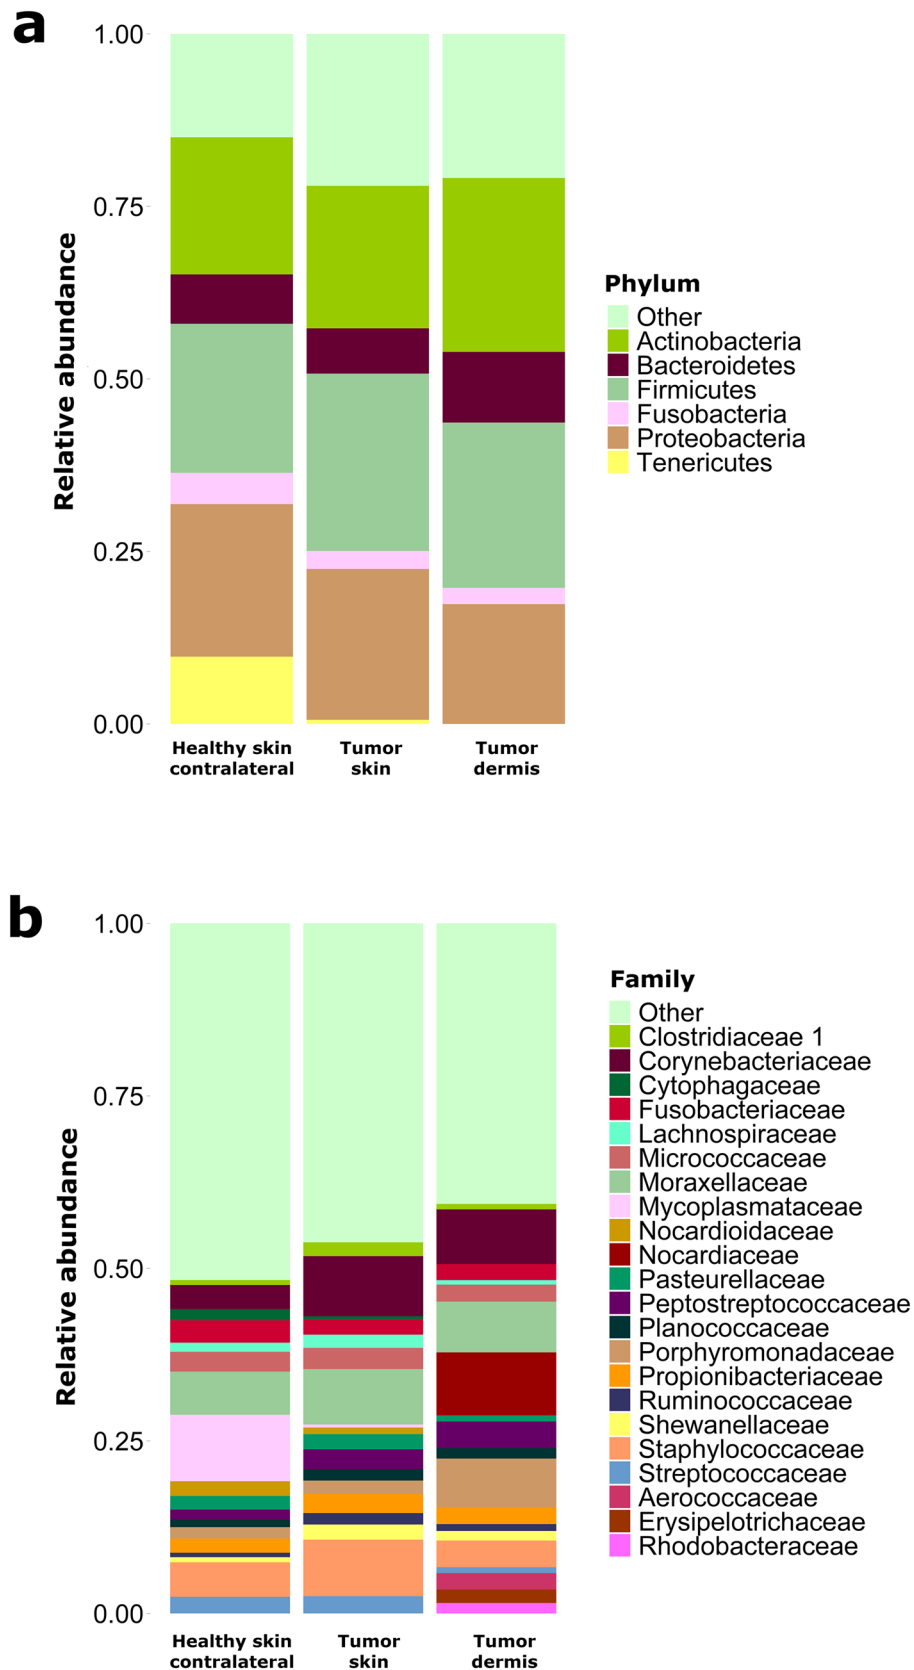 a
1.00
0.75
0.50
0.25
0.00
Relative abundance
Healthy skin
contralateral
Tumor
skin
Tumor
dermis
Phylum
Other
Actinobacteria
Bacteroidetes
Firmicutes
Fusobacteria
Proteobacteria
Tenericutes
b
1.00
0.75
0.50
0.25
0.00
Relative abundance
Healthy skin
contralateral
Tumor
skin
Tumor
dermis
Family
Other
Clostridiaceae 1
Corynebacteriaceae
Cytophagaceae
Fusobacteriaceae
Lachnospiraceae
Micrococcaceae
Moraxellaceae
Mycoplasmataceae
Nocardioidaceae
Nocardiaceae
Pasteurellaceae
Peptostreptococcaceae
Planococcaceae
Porphyromonadaceae
Propionibacteriaceae
Ruminococcaceae
Shewanellaceae
Staphylococcaceae
Streptococcaceae
Aerococcaceae
Erysipelotrichaceae
Rhodobacteraceae